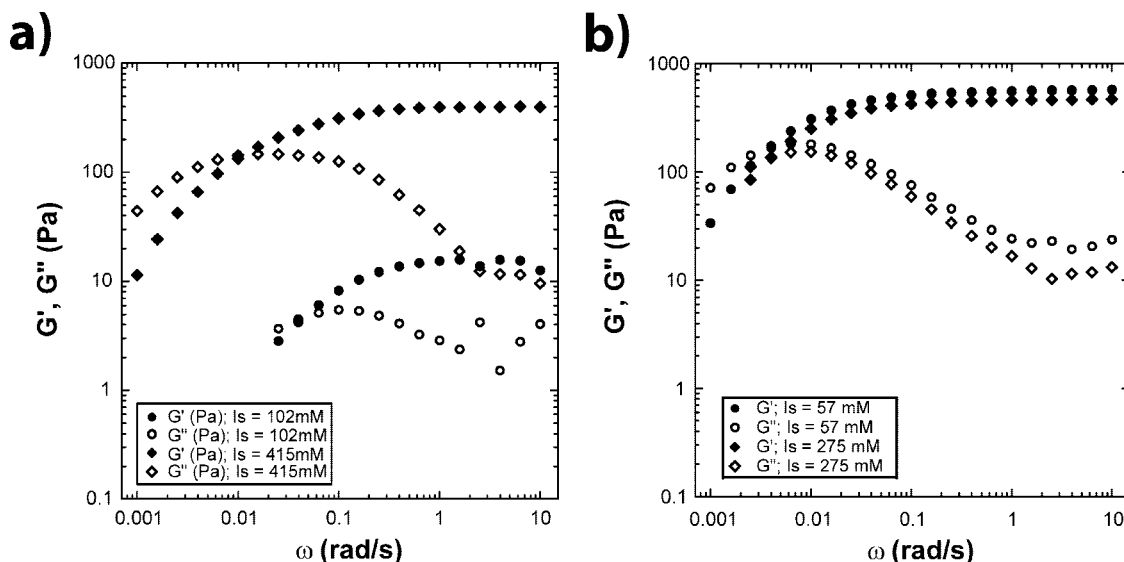 a)
1000
100
10
1
0.1
G', G" (Pa)
G' (Pa); Is = 102mM
G" (Pa); Is = 102mM
G' (Pa); Is = 415mM
G" (Pa); Is = 415mM
0.001 0.01 0.1 1 10
ω (rad/s)
b)
1000
100
10
1
0.1
G', G" (Pa)
G'; Is = 57 mM
G"; Is = 57 mM
G'; Is = 275 mM
G"; Is = 275 mM
0.001 0.01 0.1 1 10
ω (rad/s)